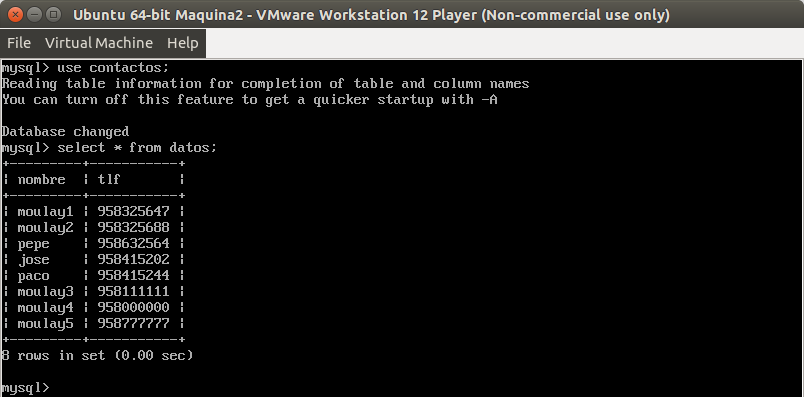 Ubuntu 64-bit Maquina2 - VMware Workstation 12 Player (Non-commercial use only)
File Virtual Machine Help
mysql> use contactos;
Reading table information for completion of table and column names
You can turn off this feature to get a quicker startup with -A

Database changed
mysql> select * from datos;
+---------+-----------+
| nombre  | tlf       |
+---------+-----------+
| moulay1 | 958325647 |
| moulay2 | 958325688 |
| pepe    | 958632564 |
| jose    | 958415202 |
| paco    | 958415244 |
| moulay3 | 958111111 |
| moulay4 | 958000000 |
| moulay5 | 958777777 |
+---------+-----------+
8 rows in set (0.00 sec)

mysql>